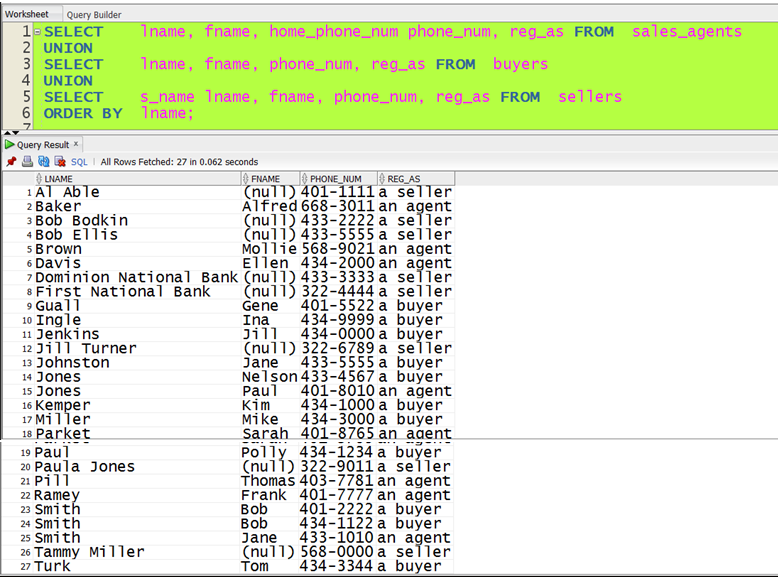 Worksheet Query Builder
1 SELECT lname, fname, home_phone_num phone_num, reg_as FROM sales_agents
2 UNION
3 SELECT lname, fname, phone_num, reg_as FROM buyers
4 UNION
5 SELECT s_name lname, fname, phone_num, reg_as FROM sellers
6 ORDER BY lname;
7
Query Result x
SQL | All Rows Fetched: 27 in 0.062 seconds
LNAME FNAME PHONE_NUM REG_AS
1 Al Able (null) 401-1111 a seller
2 Baker Alfred 668-3011 an agent
3 Bob Bodkin (null) 433-2222 a seller
4 Bob Ellis (null) 433-5555 a seller
5 Brown Mollie 568-9021 an agent
6 Davis Ellen 434-2000 an agent
7 Dominion National Bank (null) 433-3333 a seller
8 First National Bank (null) 322-4444 a seller
9 Guall Gene 401-5522 a buyer
10 Ingle Ina 434-9999 a buyer
11 Jenkins Jill 434-0000 a buyer
12 Jill Turner (null) 322-6789 a seller
13 Johnston Jane 433-5555 a buyer
14 Jones Nelson 433-4567 a buyer
15 Jones Paul 401-8010 an agent
16 Kemper Kim 434-1000 a buyer
17 Miller Mike 434-3000 a buyer
18 Parket Sarah 401-8765 an agent
19 Paul Polly 434-1234 a buyer
20 Paula Jones (null) 322-9011 a seller
21 Pill Thomas 403-7781 an agent
22 Ramey Frank 401-7777 an agent
23 Smith Bob 401-2222 a buyer
24 Smith Bob 434-1122 a buyer
25 Smith Jane 433-1010 an agent
26 Tammy Miller (null) 568-0000 a seller
27 Turk Tom 434-3344 a buyer